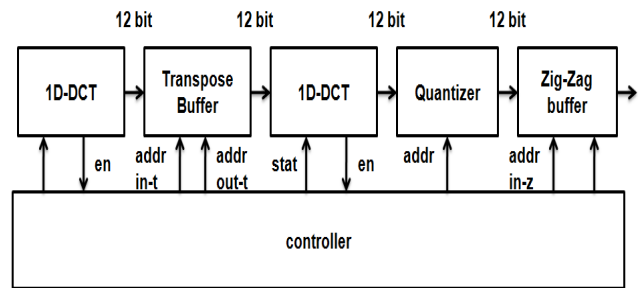 12 bit 12 bit 12 bit 12 bit
1D-DCT
Transpose
Buffer
1D-DCT
Quantizer
Zig-Zag
buffer
en
addr
in-t
addr
out-t
stat
en
addr
addr
in-z
controller